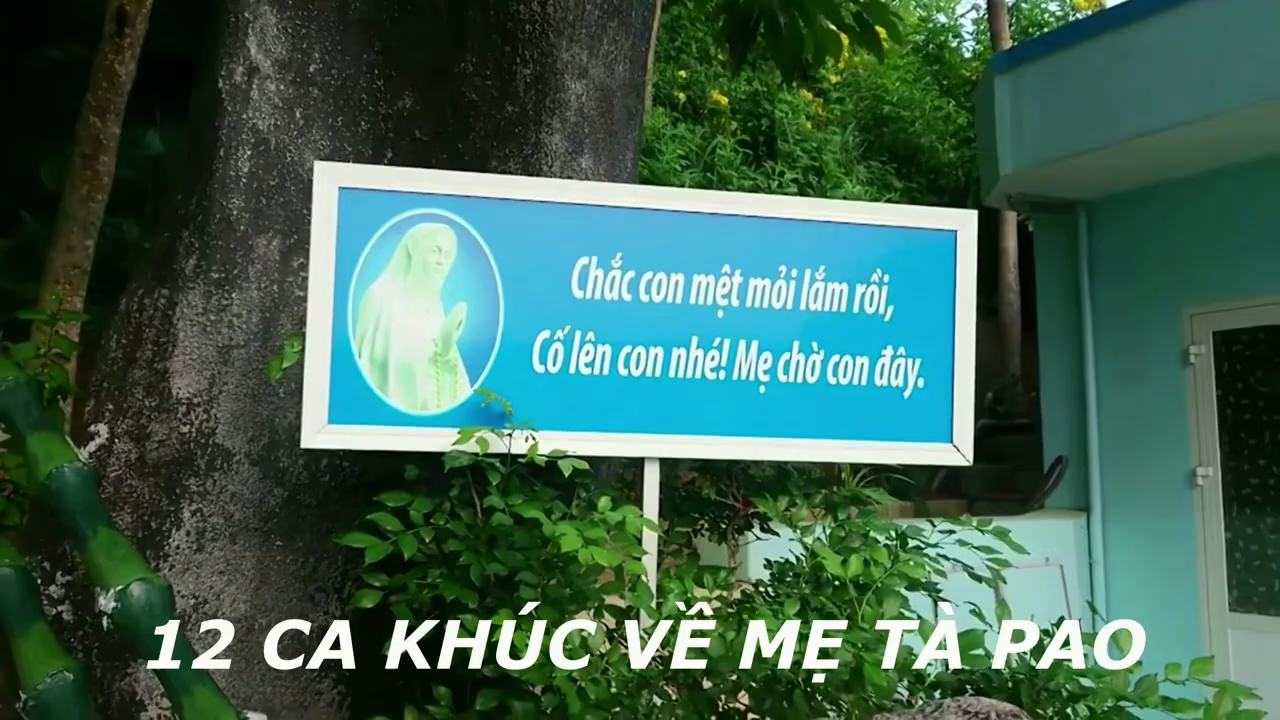 Chắc con mệt mỏi lắm rồi,
Cố lên con nhé! Mẹ chờ con đây.
12 CA KHÚC VỀ MẸ TÀ PAO